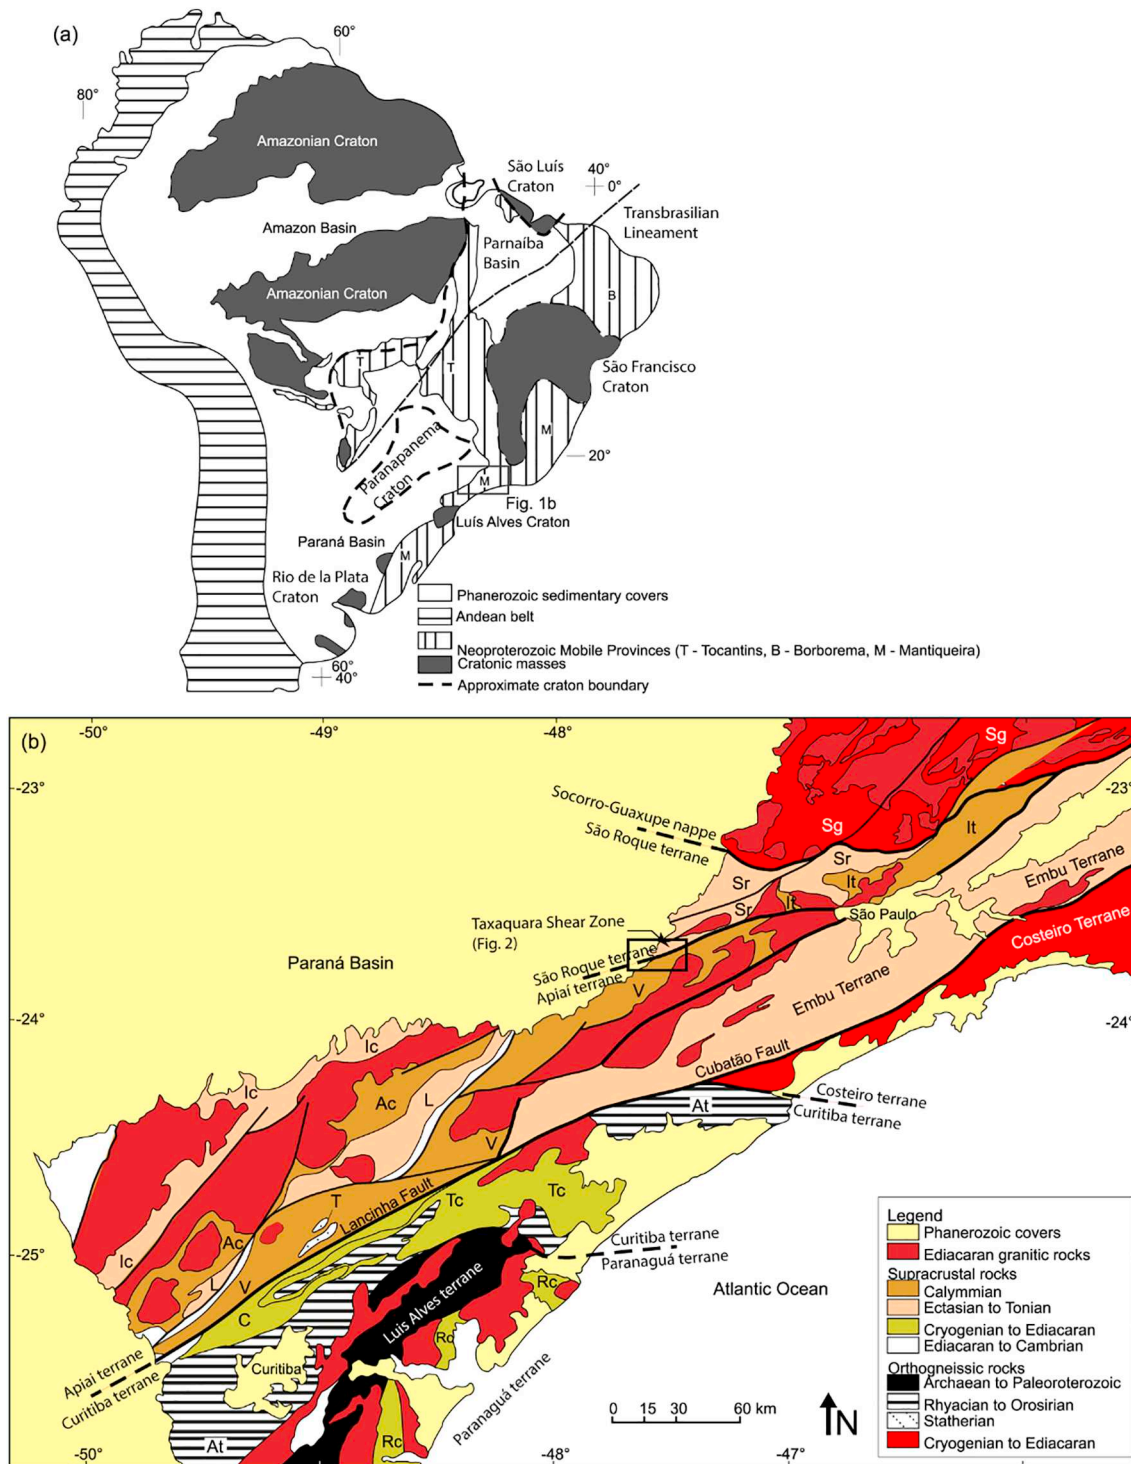 (a)
60°
80°
Amazonian Craton
São Luís
Craton
40°
0°
Transbrasilian
Lineament
Amazon Basin
Parnaíba
Basin
Amazonian Craton
B
T
T
São Francisco
Craton
M
20°
Paranapanema
Craton
M
Fig. 1b
Luís Alves Craton
Paraná Basin
M
Rio de la Plata
Craton
60°
40°
Phanerozoic sedimentary covers
Andean belt
Neoproterozoic Mobile Provinces (T - Tocantins, B - Borborema, M - Mantiqueira)
Cratonic masses
Approximate craton boundary
(b)
-50°
-49°
-48°
Sg
-23°
-23°
Socorro-Guaxupe nappe
São Roque terrane
Sg
It
Sr
Sr
It
Embu Terrane
Sr
It
São Paulo
Taxaquara Shear Zone
(Fig. 2)
Costeiro Terrane
Paraná Basin
São Roque terrane
Apiaí terrane
V
Embu Terrane
-24°
-24°
Ic
Cubatão Fault
Ic
Ac
L
At
Costeiro terrane
Curitiba terrane
V
T
Lancinha Fault
Tc
Tc
Ac
Ic
L
V
-25°
Curitiba terrane
Paranaguá terrane
Rc
Atlantic Ocean
C
Luis Alves terrane
Rc
Apiaí terrane
Curitiba terrane
Curitiba
Paranaguá terrane
At
Rc
0 15 30 60 km
N
-50°
-48°
-47°
Legend
Phanerozoic covers
Ediacaran granitic rocks
Supracrustal rocks
Calymmian
Ectasian to Tonian
Cryogenian to Ediacaran
Ediacaran to Cambrian
Orthogneissic rocks
Archaean to Paleoroterozoic
Rhyacian to Orosirian
Statherian
Cryogenian to Ediacaran